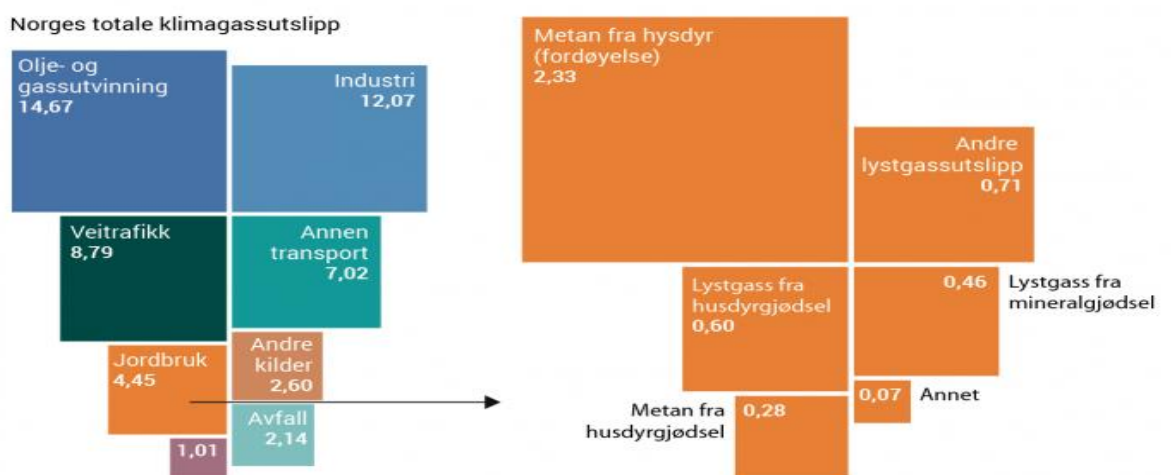 Norges totale klimagassutslipp
Olje- og
gassutvinning
14,67
Industri
12,07
Veitrafikk
8,79
Annen
transport
7,02
Jordbruk
4,45
Andre
kilder
2,60
Avfall
2,14
1,01
Metan fra hysdyr
(fordøyelse)
2,33
Andre
lystgassutslipp
0,71
Lystgass fra
husdyrgjødsel
0,60
0,46
Lystgass fra
mineralgjødsel
Metan fra
husdyrgjødsel
0,28
0,07
Annet